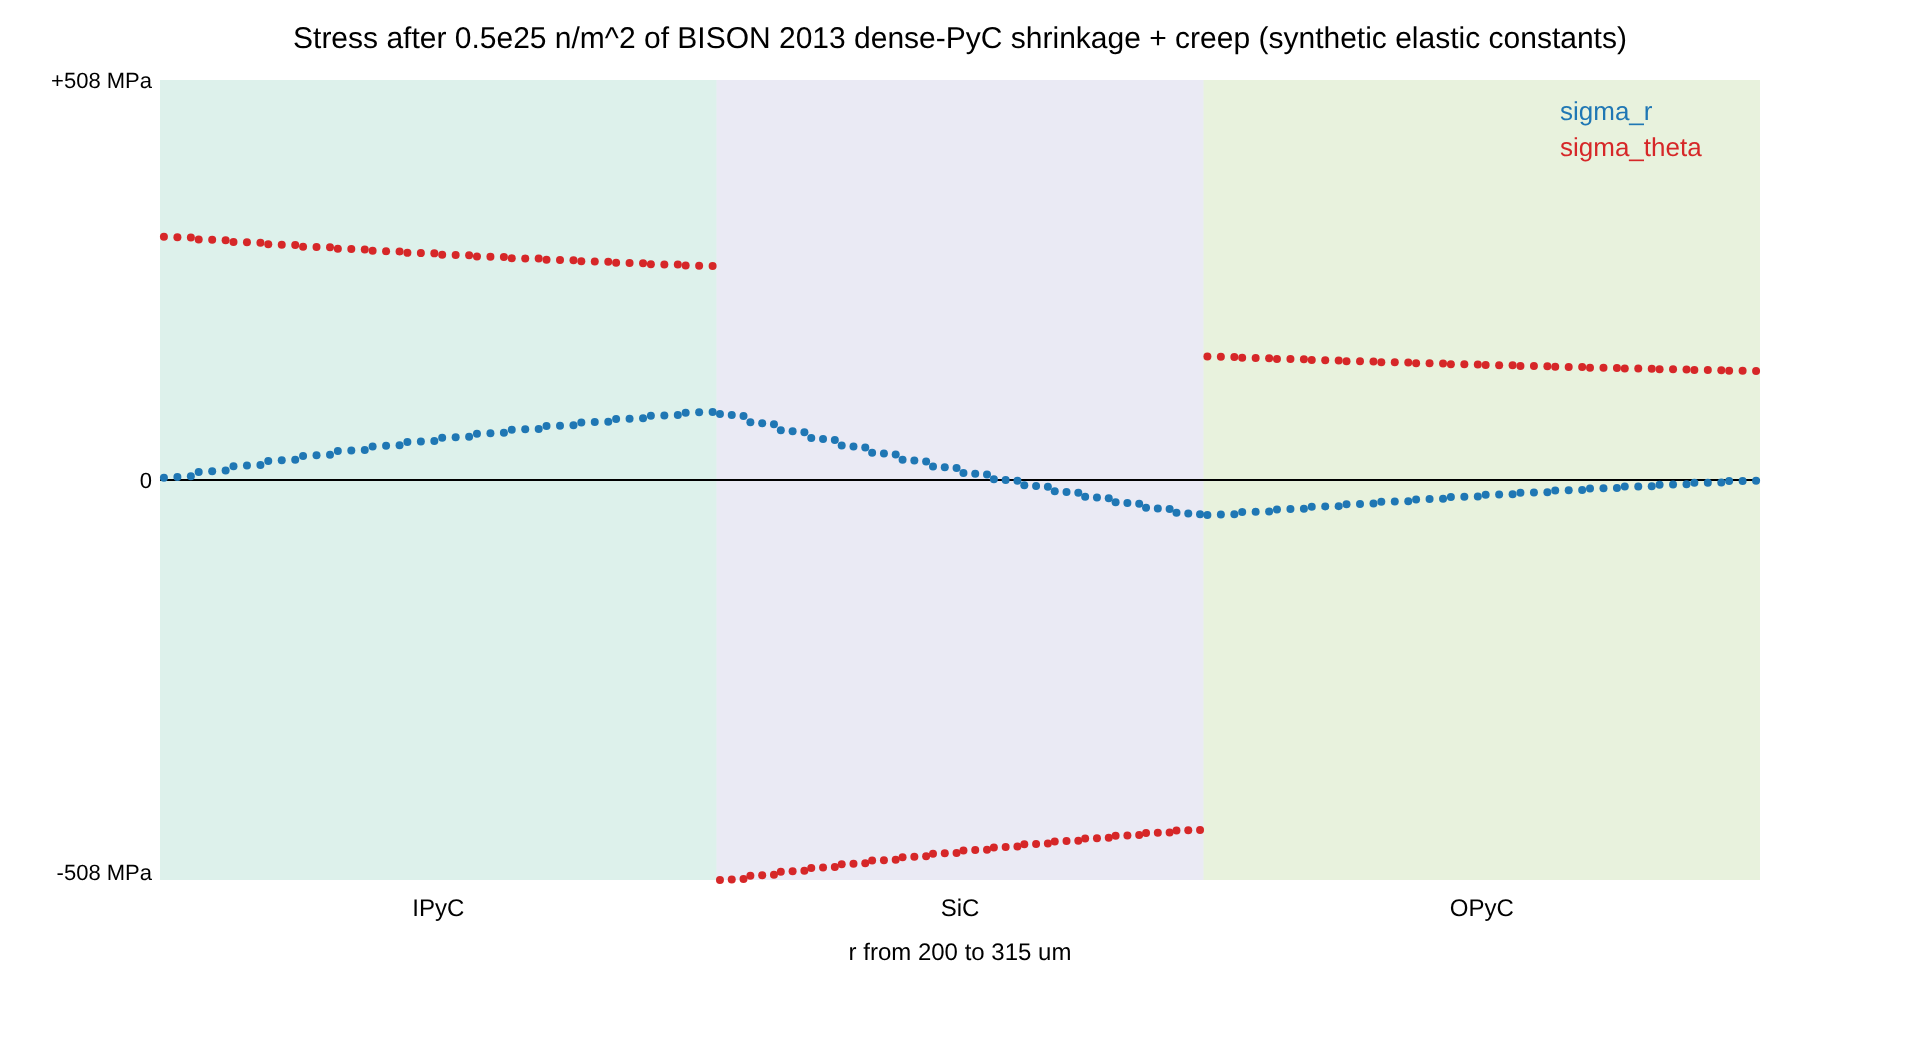 Stress after 0.5e25 n/m^2 of BISON 2013 dense-PyC shrinkage + creep (synthetic elastic constants)
+508 MPa
sigma_r
sigma_theta
0
-508 MPa
IPyC SiC OPyC
r from 200 to 315 um